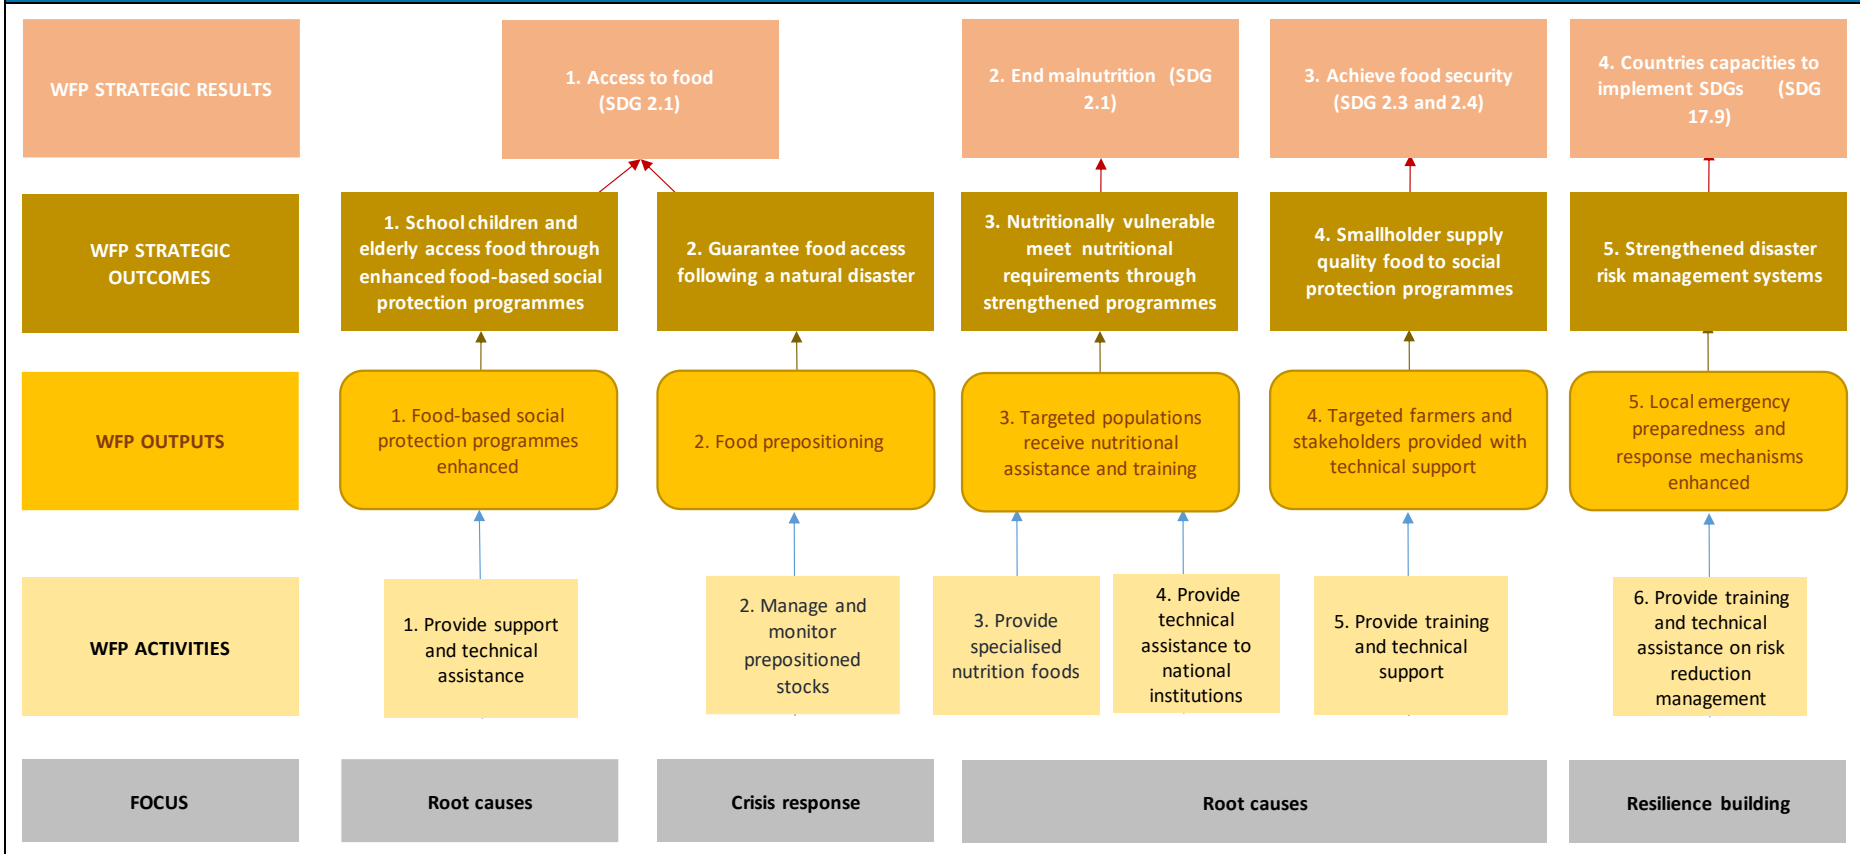 WFP STRATEGIC RESULTS
1. Access to food
(SDG 2.1)
2. End malnutrition (SDG
2.1)
3. Achieve food security
(SDG 2.3 and 2.4)
4. Countries capacities to
implement SDGs (SDG
17.9)
WFP STRATEGIC
OUTCOMES
1. School children and
elderly access food through
enhanced food-based social
protection programmes
2. Guarantee food access
following a natural disaster
3. Nutritionally vulnerable
meet nutritional
requirements through
strengthened programmes
4. Smallholder supply
quality food to social
protection programmes
5. Strengthened disaster
risk management systems
WFP OUTPUTS
1. Food-based social
protection programmes
enhanced
2. Food prepositioning
3. Targeted populations
receive nutritional
assistance and training
4. Targeted farmers and
stakeholders provided with
technical support
5. Local emergency
preparedness and
response mechanisms
enhanced
WFP ACTIVITIES
1. Provide support
and technical
assistance
2. Manage and
monitor
prepositioned
stocks
3. Provide
specialised
nutrition foods
4. Provide
technical
assistance to
national
institutions
5. Provide training
and technical
support
6. Provide training
and technical
assistance on risk
reduction
management
FOCUS
Root causes
Crisis response
Root causes
Resilience building